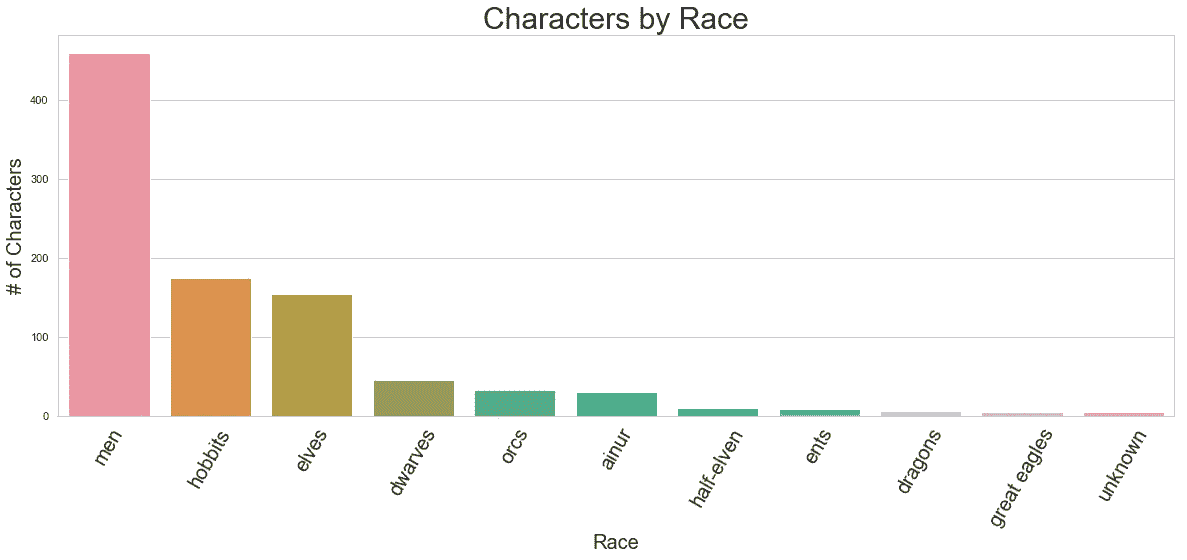 Characters by Race
# of Characters
400
300
200
100
0
men
hobbits
elves
dwarves
orcs
ainur
half-elven
ents
dragons
great eagles
unknown
Race